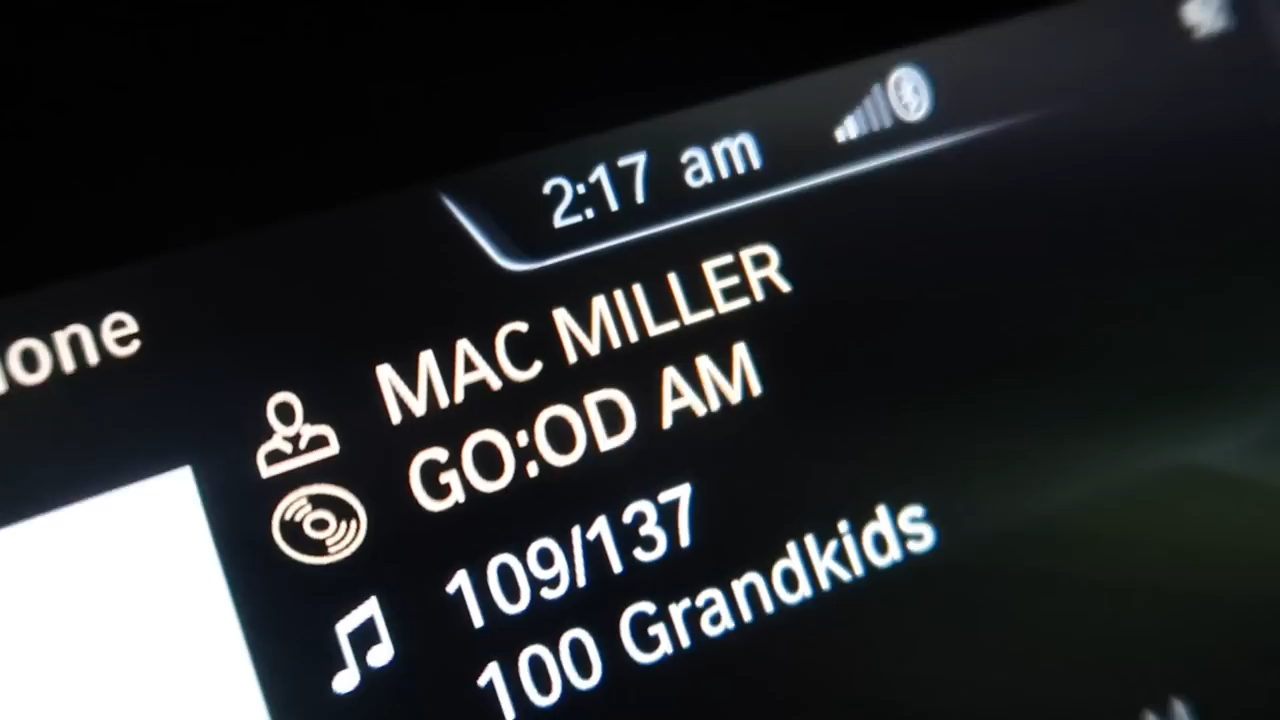 2:17 am
one
MAC MILLER
GO:OD AM
109/137
100 Grandkids